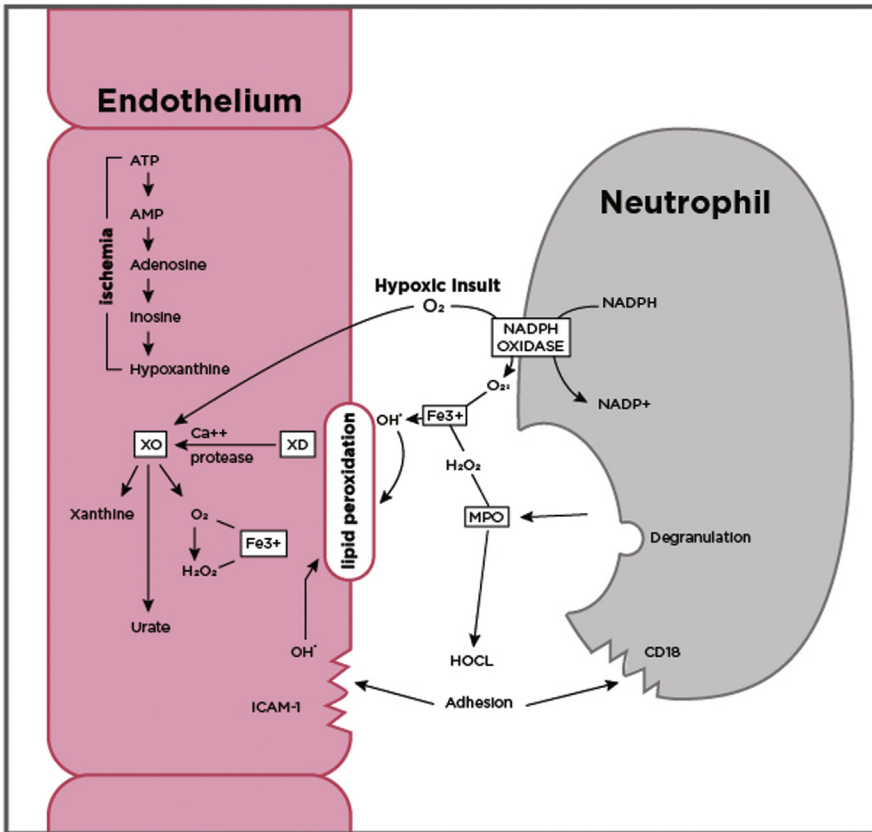 Endothelium
ATP
AMP
Adenosine
Inosine
Hypoxanthine
ischemia
XO
Ca++
protease
XD
Xanthine
O₂
H₂O₂
Fe3+
Urate
OH•
ICAM-1
lipid peroxidation
Hypoxic Insult
O₂
NADPH
OXIDASE
O₂:
OH•
Fe3+
H₂O₂
MPO
HOCL
Adhesion
Neutrophil
NADPH
NADP+
Degranulation
CD18